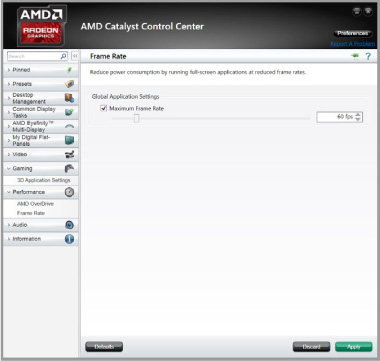 AMD
RADEON
GRAPHICS
AMD Catalyst Control Center
Preferences
Report A Problem
Search
Pinned
Presets
Desktop
Management
Common Display
Tasks
AMD Eyefinity
Multi-Display
My Digital Flat-
Panels
Video
Gaming
3D Application Settings
Performance
AMD OverDrive
Frame Rate
Audio
Information
Frame Rate
Reduce power consumption by running full-screen applications at reduced frame rates.
Global Application Settings
Maximum Frame Rate
60 fps
Defaults
Discard
Apply